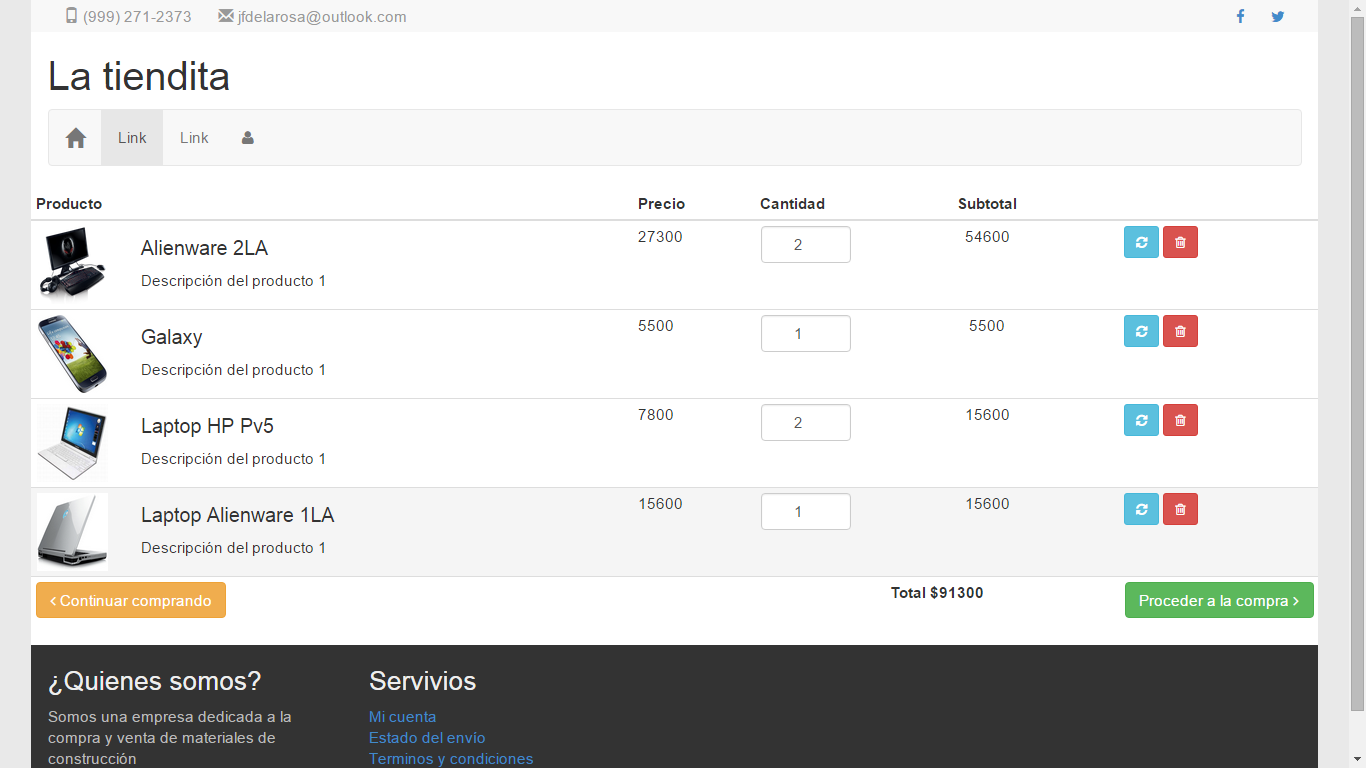 (999) 271-2373 jfdelarosa@outlook.com
La tiendita
Link Link
Producto Precio Cantidad Subtotal
Alienware 2LA 27300 2 54600
Descripción del producto 1
Galaxy 5500 1 5500
Descripción del producto 1
Laptop HP Pv5 7800 2 15600
Descripción del producto 1
Laptop Alienware 1LA 15600 1 15600
Descripción del producto 1
Continuar comprando Total $91300 Proceder a la compra
¿Quienes somos? Servivios
Somos una empresa dedicada a la Mi cuenta
compra y venta de materiales de Estado del envío
construcción Terminos y condiciones